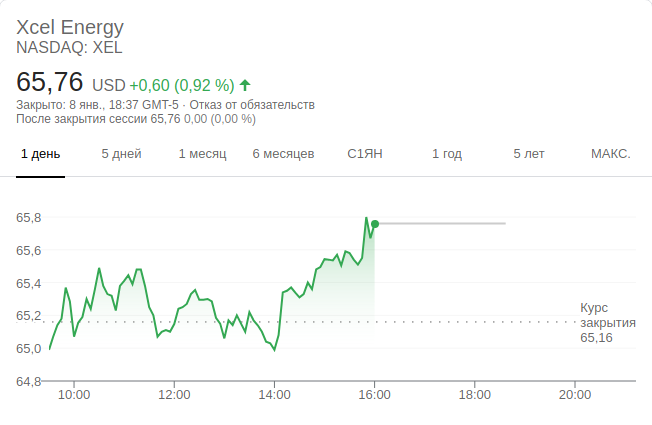 Xcel Energy
NASDAQ: XEL
65,76 USD +0,60 (0,92 %)
Закрыто: 8 янв., 18:37 GMT-5 · Отказ от обязательств
После закрытия сессии 65,76 0,00 (0,00 %)
1 день 5 дней 1 месяц 6 месяцев С1ЯН 1 год 5 лет МАКС.
65,8
65,6
65,4
65,2
65,0
64,8
Курс
закрытия
65,16
10:00 12:00 14:00 16:00 18:00 20:00